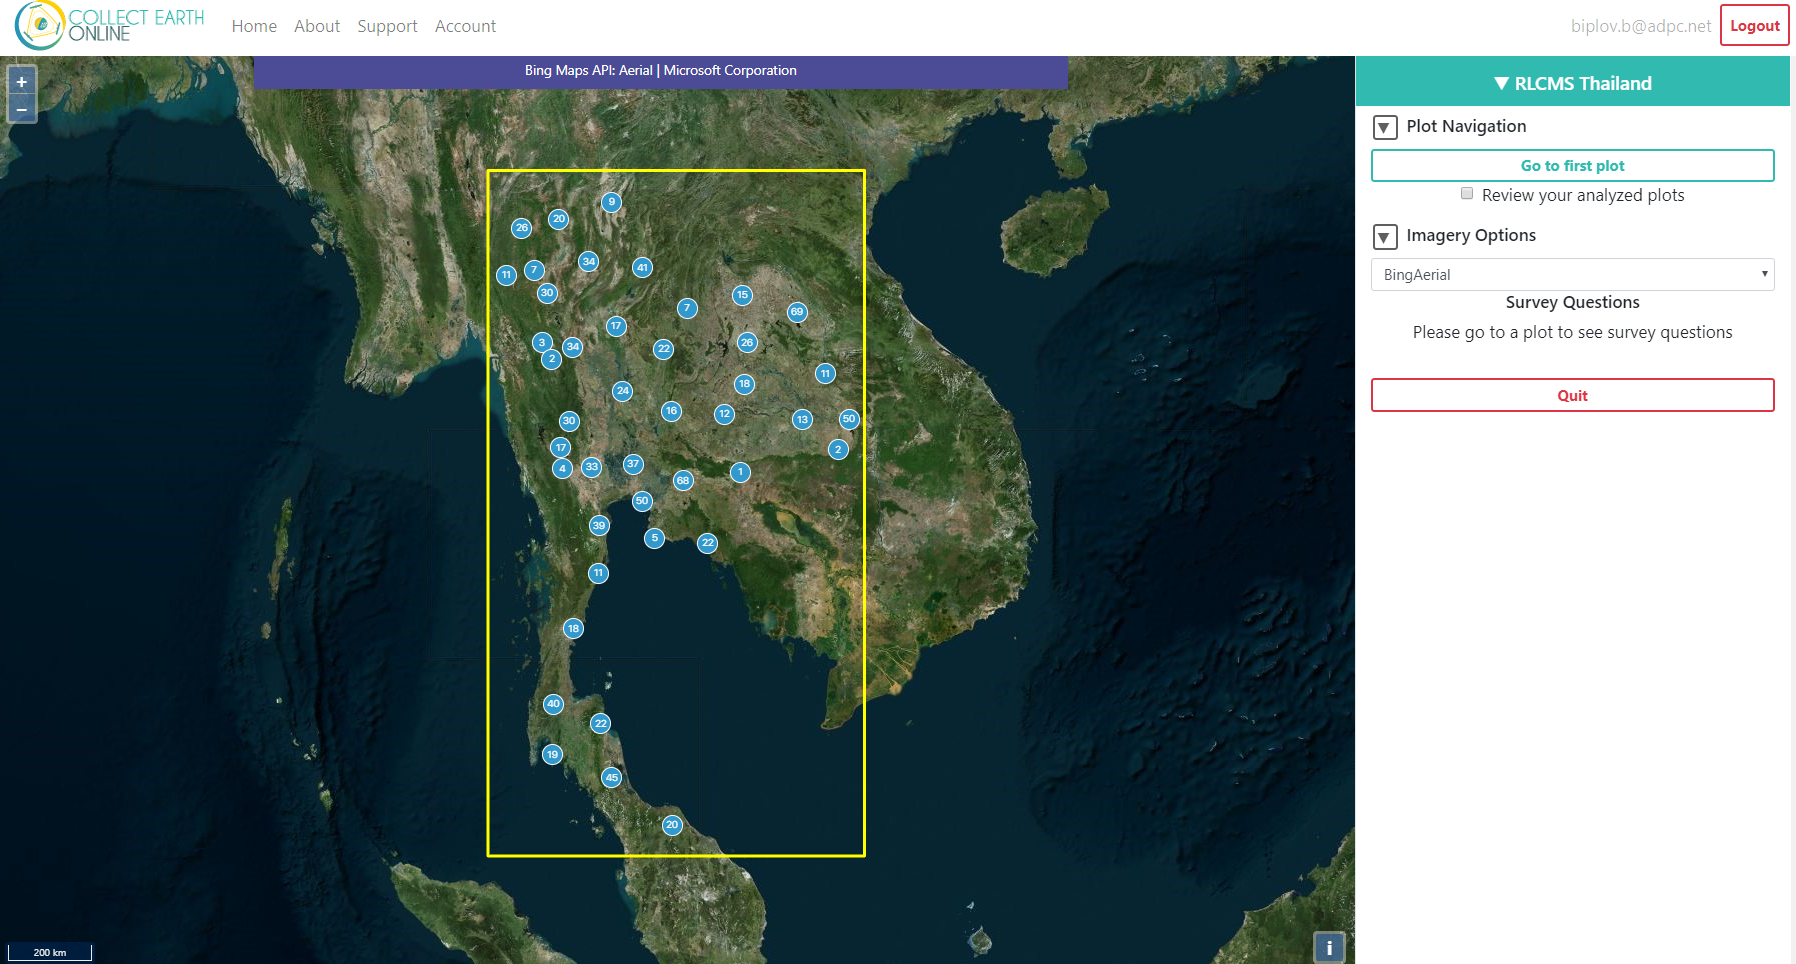 COLLECT EARTH
ONLINE
Home About Support Account
biplov.b@adpc.net
Logout
+
−
Bing Maps API: Aerial | Microsoft Corporation
▼ RLCMS Thailand
▼ Plot Navigation
Go to first plot
Review your analyzed plots
▼ Imagery Options
BingAerial
Survey Questions
Please go to a plot to see survey questions
Quit
9
20
26
34
41
7
11
30
15
7
69
17
3
34
26
22
2
11
18
24
16
12
30
13
50
17
2
37
33
4
1
68
50
39
5
22
11
18
40
22
19
45
20
200 km
i